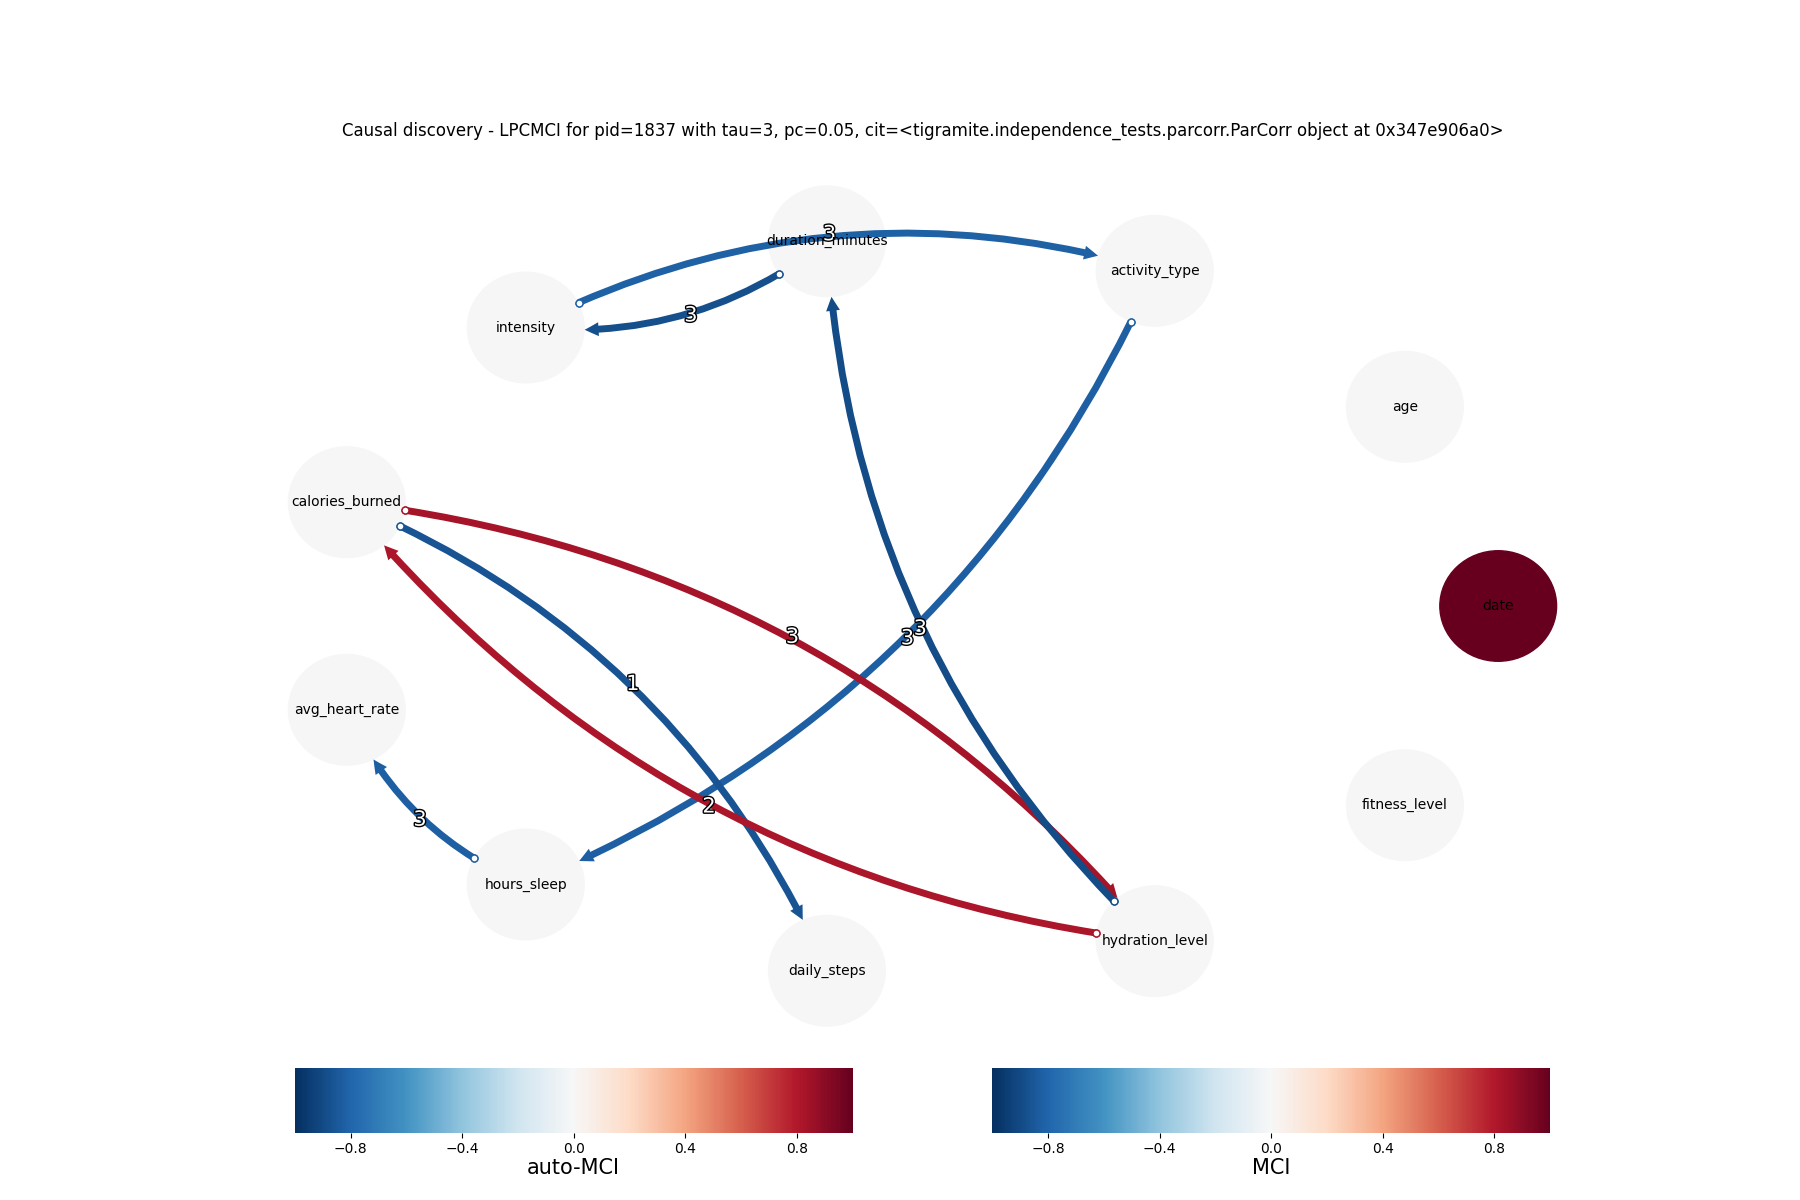 Causal discovery - LPCMCI for pid=1837 with tau=3, pc=0.05, cit=<tigramite.independence_tests.parcorr.ParCorr object at 0x347e906a0>
3
duration_minutes
activity_type
3
intensity
age
calories_burned
date
3
3
3
1
avg_heart_rate
2
fitness_level
3
hours_sleep
hydration_level
daily_steps
−0.8 −0.4 0.0 0.4 0.8
auto-MCI
−0.8 −0.4 0.0 0.4 0.8
MCI